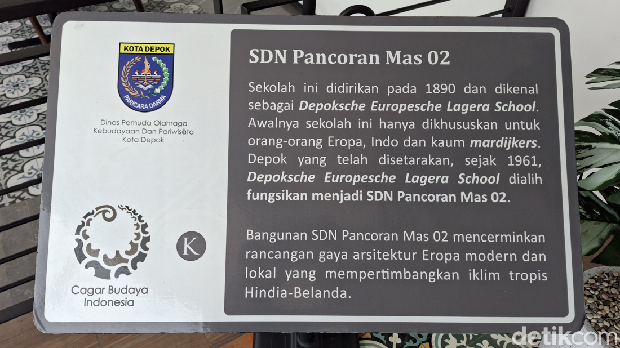 KOTA DEPOK
PARICARA DHARMA
Dinas Pemuda Olahraga
Kebudayaan Dan Pariwisata
Kota Depok
Cagar Budaya
Indonesia
K
SDN Pancoran Mas 02
Sekolah ini didirikan pada 1890 dan dikenal
sebagai Depoksche Europesche Lagera School.
Awalnya sekolah ini hanya dikhususkan untuk
orang-orang Eropa, Indo dan kaum mardijkers.
Depok yang telah disetarakan, sejak 1961,
Depoksche Europesche Lagera School dialih
fungsikan menjadi SDN Pancoran Mas 02.
Bangunan SDN Pancoran Mas 02 mencerminkan
rancangan gaya arsitektur Eropa modern dan
lokal yang mempertimbangkan iklim tropis
Hindia-Belanda.
detikcom